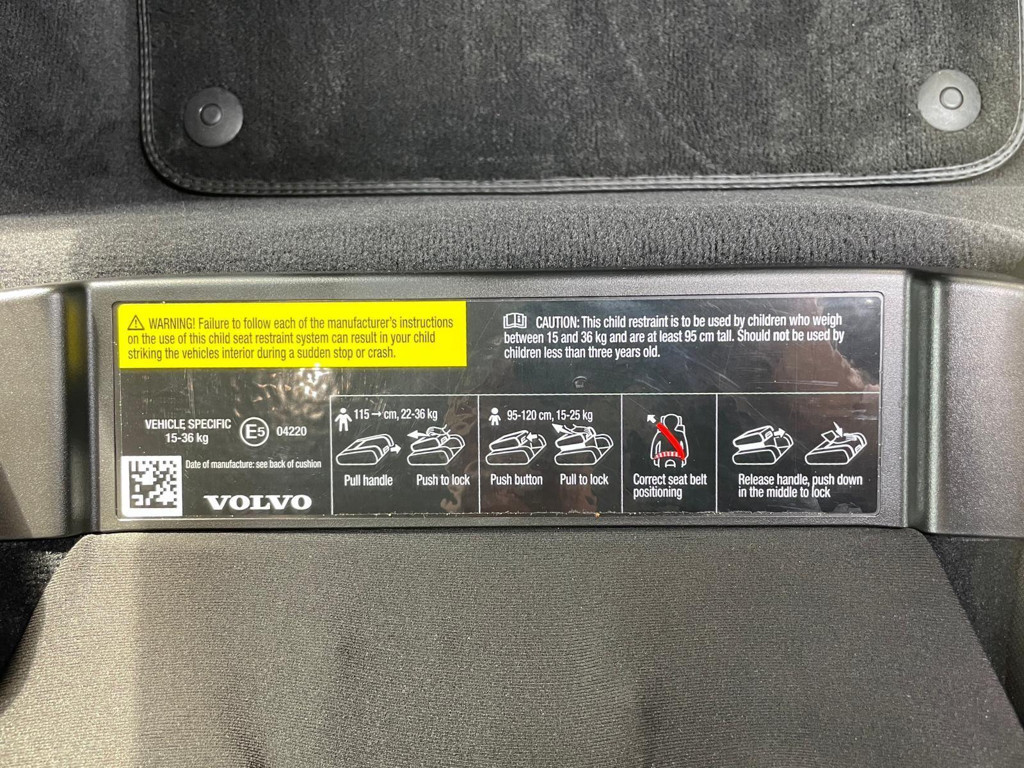 WARNING! Failure to follow each of the manufacturer's instructions
on the use of this child seat restraint system can result in your child
striking the vehicles interior during a sudden stop or crash.
CAUTION: This child restraint is to be used by children who weigh
between 15 and 36 kg and are at least 95 cm tall. Should not be used by
children less than three years old.
VEHICLE SPECIFIC
15-36 kg
E5 04220
Date of manufacture: see back of cushion
VOLVO
115→cm, 22-36 kg
Pull handle
Push to lock
95-120 cm, 15-25 kg
Push button
Pull to lock
Correct seat belt
positioning
Release handle, push down
in the middle to lock